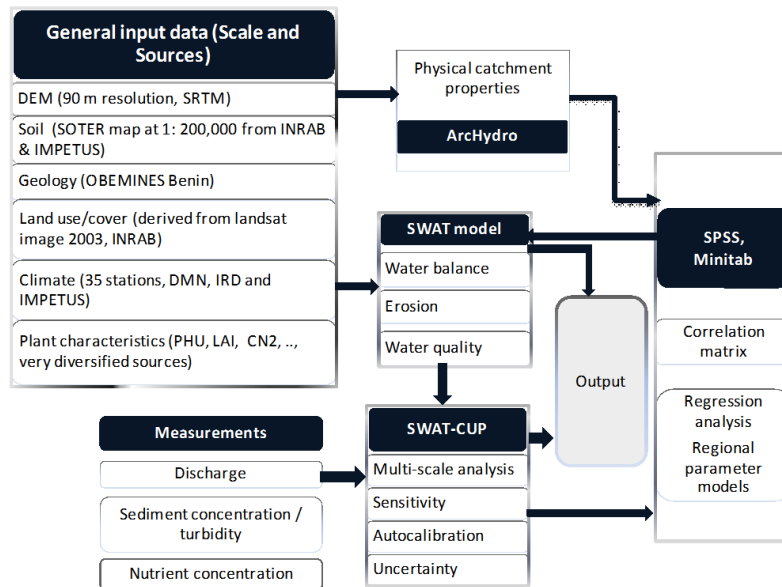 General input data (Scale and
Sources)
DEM (90 m resolution, SRTM)
Soil (SOTER map at 1: 200,000 from INRAB
& IMPETUS)
Geology (OBEMINES Benin)
Land use/cover (derived from landsat
image 2003, INRAB)
Climate (35 stations, DMN, IRD and
IMPETUS)
Plant characteristics (PHU, LAI, CN2, ..,
very diversified sources)
Physical catchment
properties
ArcHydro
SWAT model
Water balance
Erosion
Water quality
SPSS,
Minitab
Correlation
matrix
Regression
analysis
Regional
parameter
models
Output
Measurements
Discharge
Sediment concentration /
turbidity
Nutrient concentration
SWAT-CUP
Multi-scale analysis
Sensitivity
Autocalibration
Uncertainty